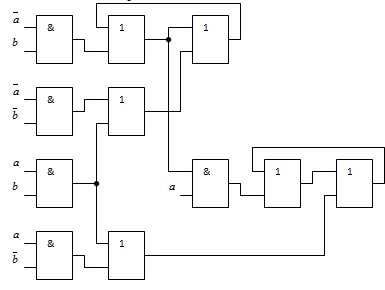 a̅ & 1 1
b
a̅ & 1
b̅
a & & 1 1
b a
a & 1
b̅